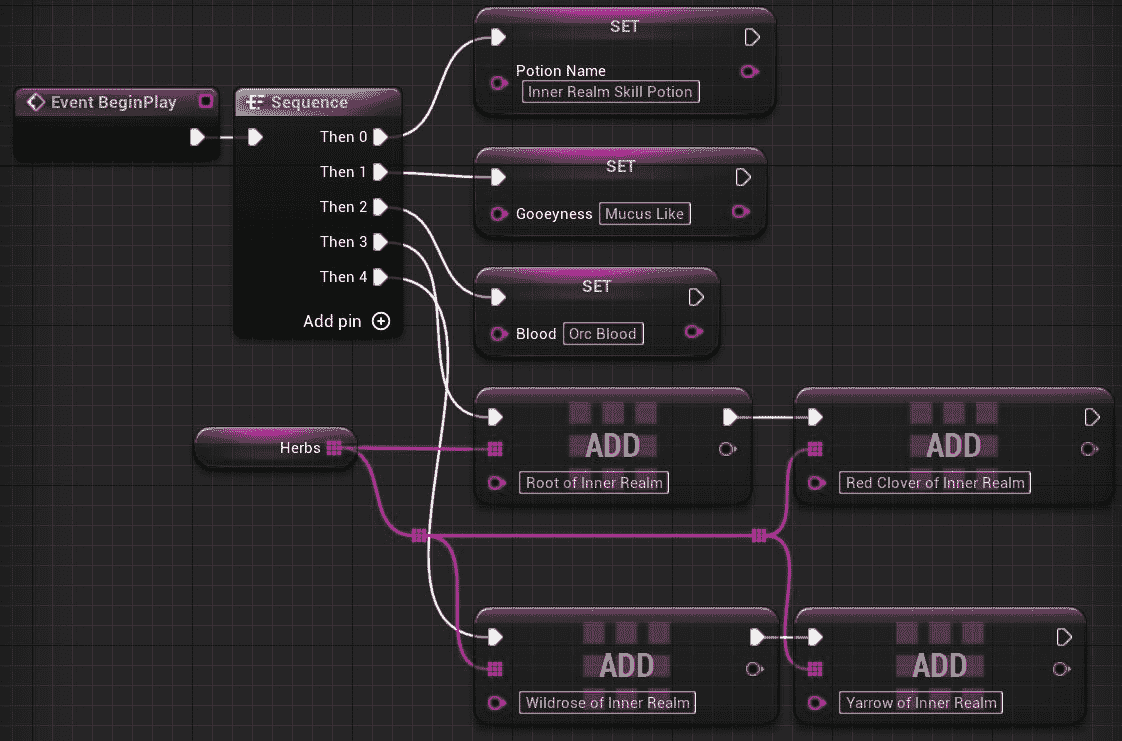 Event BeginPlay
Sequence
Then 0
Then 1
Then 2
Then 3
Then 4
Add pin
SET
Potion Name
Inner Realm Skill Potion
SET
Gooeyness Mucus Like
SET
Blood Orc Blood
Herbs
ADD
Root of Inner Realm
ADD
Red Clover of Inner Realm
ADD
Wildrose of Inner Realm
ADD
Yarrow of Inner Realm